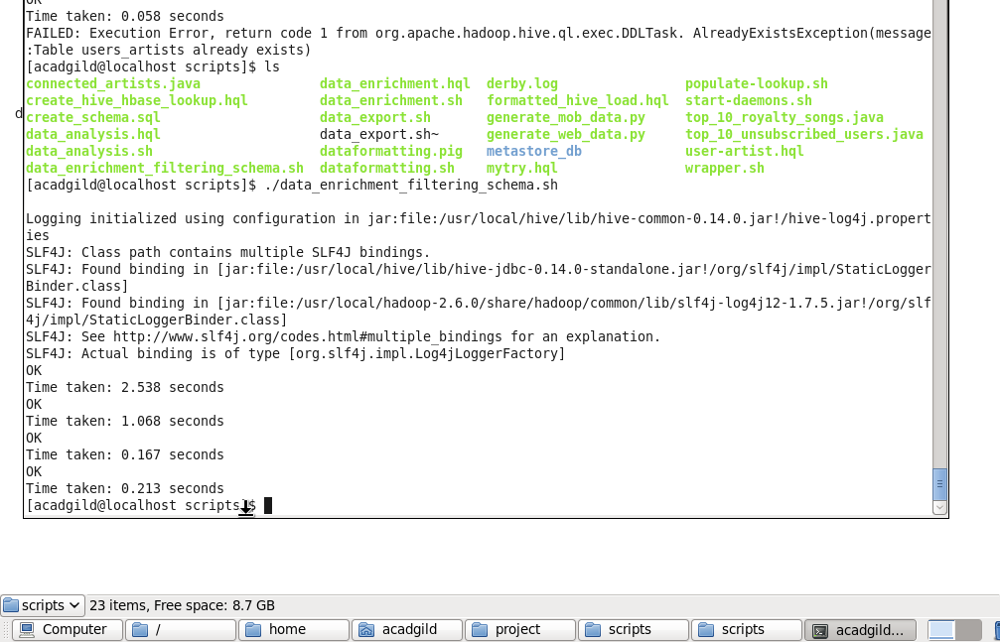 OK
Time taken: 0.058 seconds
FAILED: Execution Error, return code 1 from org.apache.hadoop.hive.ql.exec.DDLTask. AlreadyExistsException(message
:Table users_artists already exists)
[acadgild@localhost scripts]$ ls
connected_artists.java data_enrichment.hql derby.log populate-lookup.sh
create_hive_hbase_lookup.hql data_enrichment.sh formatted_hive_load.hql start-daemons.sh
create_schema.sql data_export.sh generate_mob_data.py top_10_royalty_songs.java
data_analysis.hql data_export.sh~ generate_web_data.py top_10_unsubscribed_users.java
data_analysis.sh dataformatting.pig metastore_db user-artist.hql
data_enrichment_filtering_schema.sh dataformatting.sh mytry.hql wrapper.sh
[acadgild@localhost scripts]$ ./data_enrichment_filtering_schema.sh
Logging initialized using configuration in jar:file:/usr/local/hive/lib/hive-common-0.14.0.jar!/hive-log4j.propert
ies
SLF4J: Class path contains multiple SLF4J bindings.
SLF4J: Found binding in [jar:file:/usr/local/hive/lib/hive-jdbc-0.14.0-standalone.jar!/org/slf4j/impl/StaticLogger
Binder.class]
SLF4J: Found binding in [jar:file:/usr/local/hadoop-2.6.0/share/hadoop/common/lib/slf4j-log4j12-1.7.5.jar!/org/slf
4j/impl/StaticLoggerBinder.class]
SLF4J: See http://www.slf4j.org/codes.html#multiple_bindings for an explanation.
SLF4J: Actual binding is of type [org.slf4j.impl.Log4jLoggerFactory]
OK
Time taken: 2.538 seconds
OK
Time taken: 1.068 seconds
OK
Time taken: 0.167 seconds
OK
Time taken: 0.213 seconds
[acadgild@localhost scripts]$
d
scripts 23 items, Free space: 8.7 GB
Computer / home acadgild project scripts scripts acadgild...